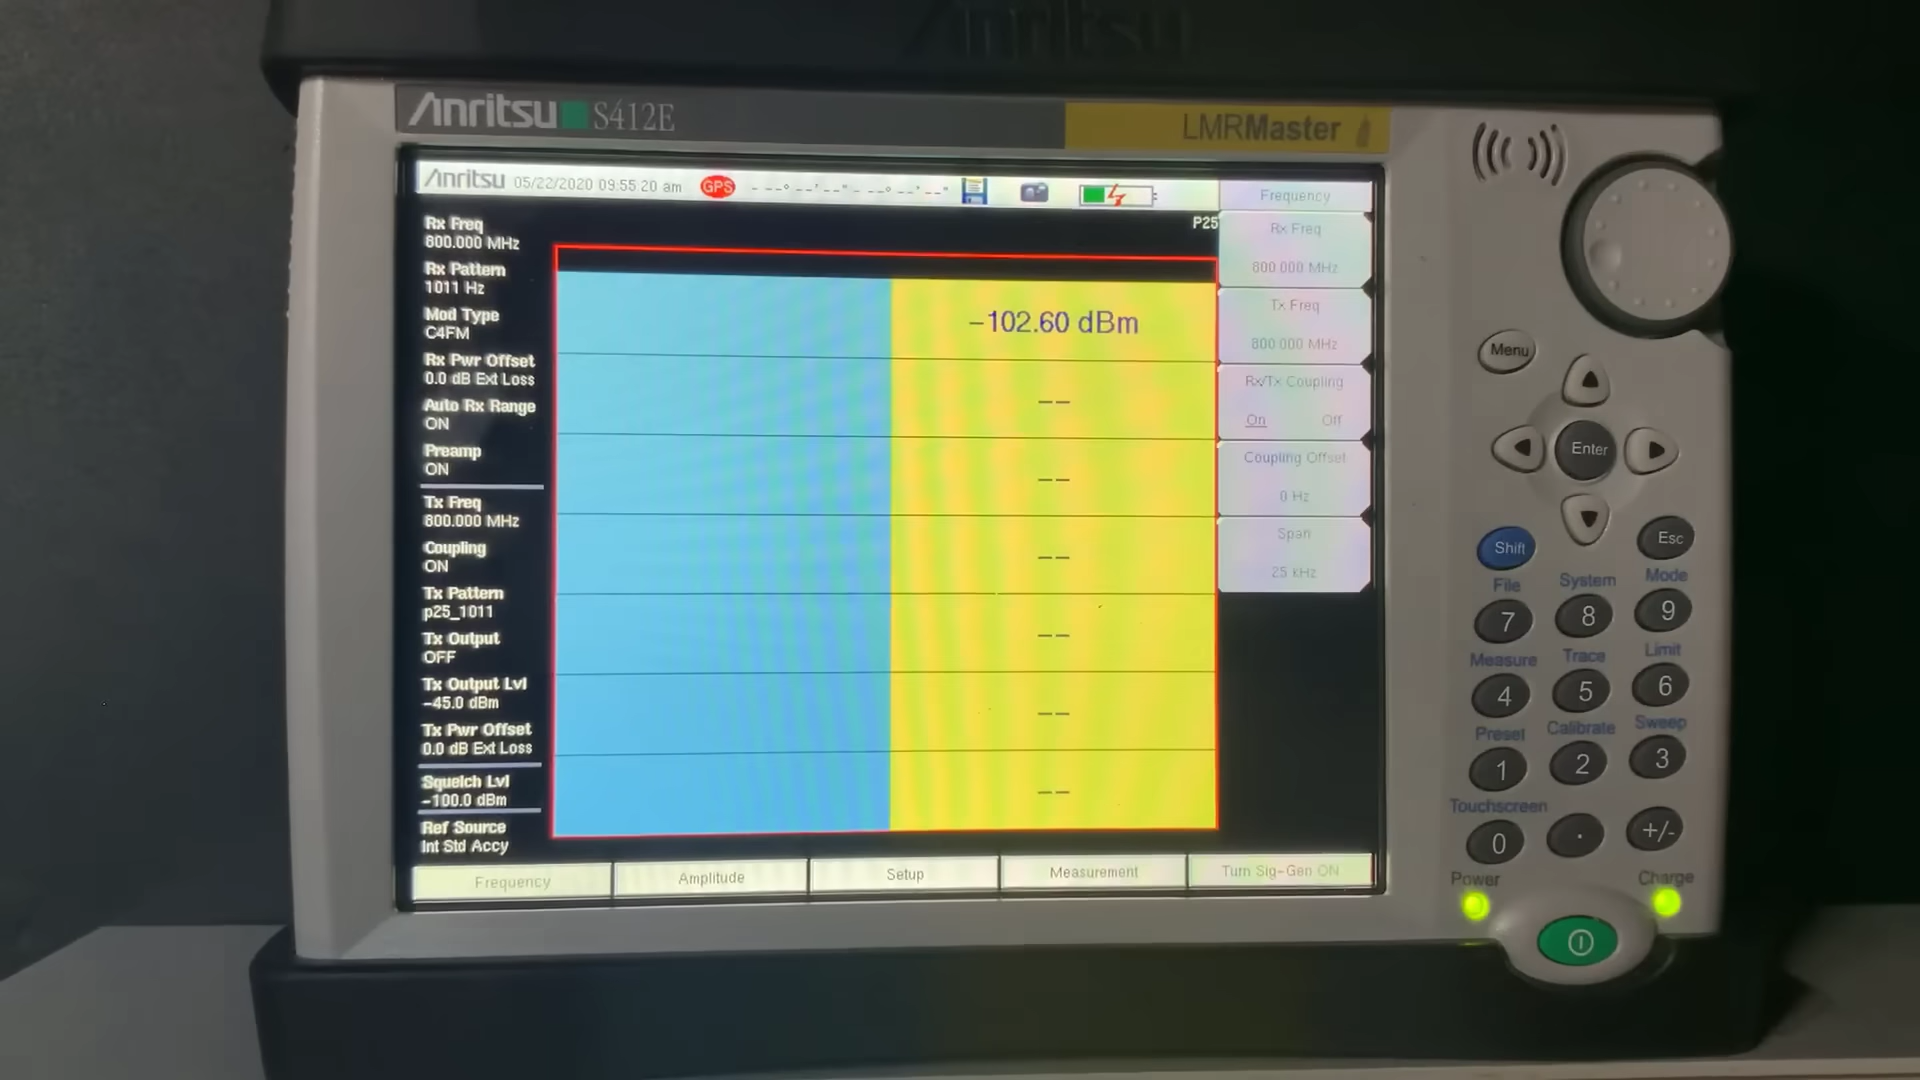 Anritsu
Anritsu S412E
LMRMaster
Anritsu 05/22/2020 09:55:20 am GPS
Rx Freq
800.000 MHz
Rx Pattern
1011 Hz
Mod Type
C4FM
Rx Pwr Offset
0.0 dB Ext Loss
Auto Rx Range
ON
Preamp
ON
Tx Freq
800.000 MHz
Coupling
ON
Tx Pattern
p25_1011
Tx Output
OFF
Tx Output Lvl
-45.0 dBm
Tx Pwr Offset
0.0 dB Ext Loss
Squelch Lvl
-100.0 dBm
Ref Source
Int Std Accy
P25
-102.60 dBm
--
--
--
--
--
--
Frequency
Rx Freq
800.000 MHz
Tx Freq
800.000 MHz
Rx/Tx Coupling
On Off
Coupling Offset
0 Hz
Span
25 kHz
Frequency Amplitude Setup Measurement Turn Sig-Gen ON
Menu
Enter
Shift Esc
File System Mode
7 8 9
Measure Trace Limit
4 5 6
Preset Calibrate Sweep
1 2 3
Touchscreen
0 . +/-
Power Charge